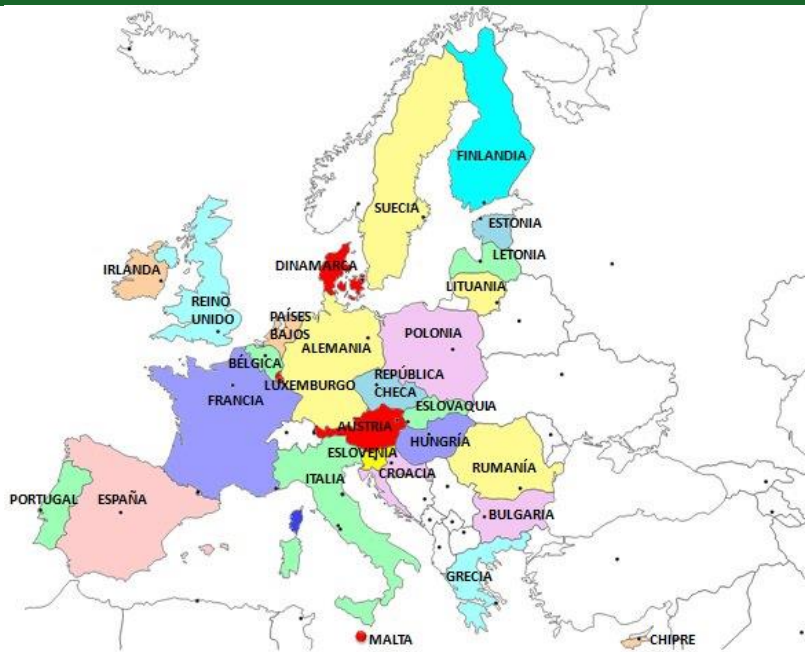 FINLANDIA
SUECIA
ESTONIA
LETONIA
DINAMARCA
IRLANDA
LITUANIA
REINO
UNIDO
PAÍSES
BAJOS
POLONIA
ALEMANIA
BÉLGICA
REPÚBLICA
CHECA
LUXEMBURGO
FRANCIA
ESLOVAQUIA
AUSTRIA
HUNGRÍA
ESLOVENIA
CROACIA
RUMANÍA
ITALIA
PORTUGAL
ESPAÑA
BULGARIA
GRECIA
MALTA
CHIPRE